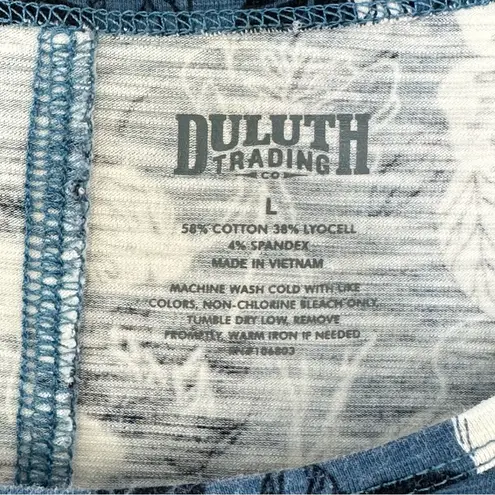 DULUTH
TRADING
CO
L
58% COTTON 38% LYOCELL
4% SPANDEX
MADE IN VIETNAM
MACHINE WASH COLD WITH LIKE
COLORS, NON-CHLORINE BLEACH ONLY,
TUMBLE DRY LOW, REMOVE
PROMPTLY, WARM IRON IF NEEDED